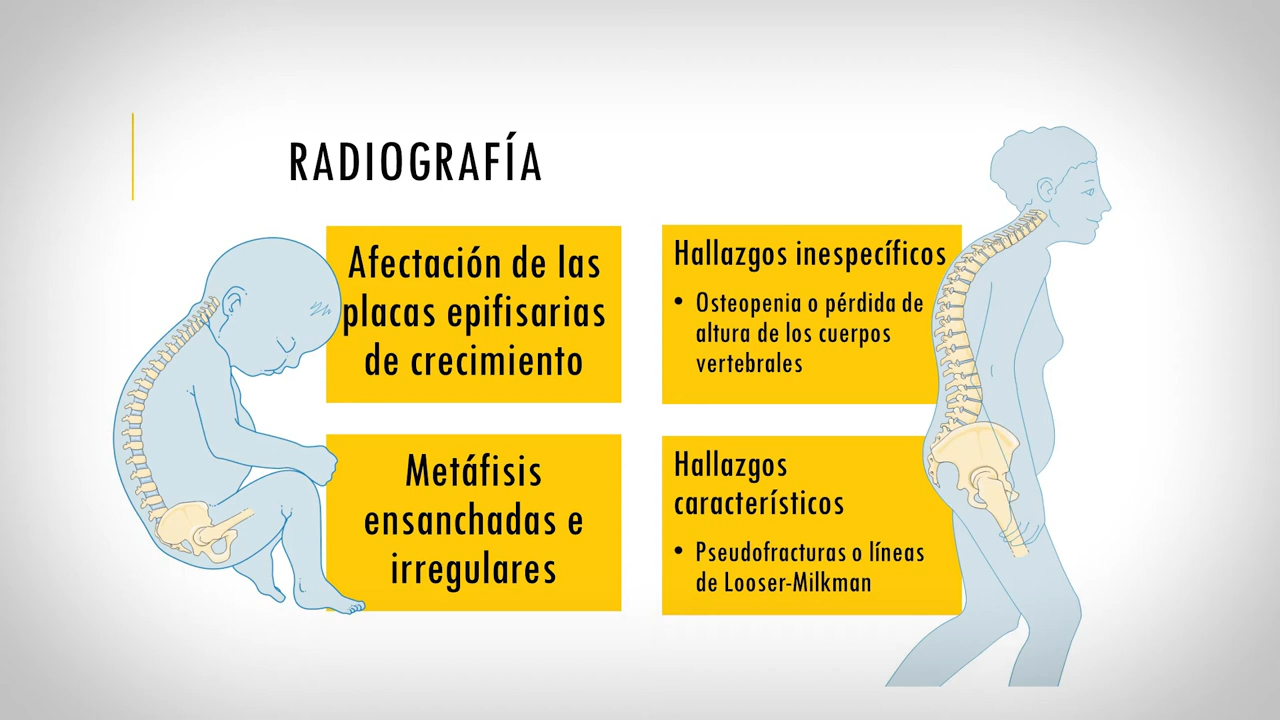 RADIOGRAFÍA
Afectación de las
placas epifisarias
de crecimiento
Metáfisis
ensanchadas e
irregulares
Hallazgos inespecíficos
• Osteopenia o pérdida de
altura de los cuerpos
vertebrales
Hallazgos
característicos
• Pseudofracturas o líneas
de Looser-Milkman